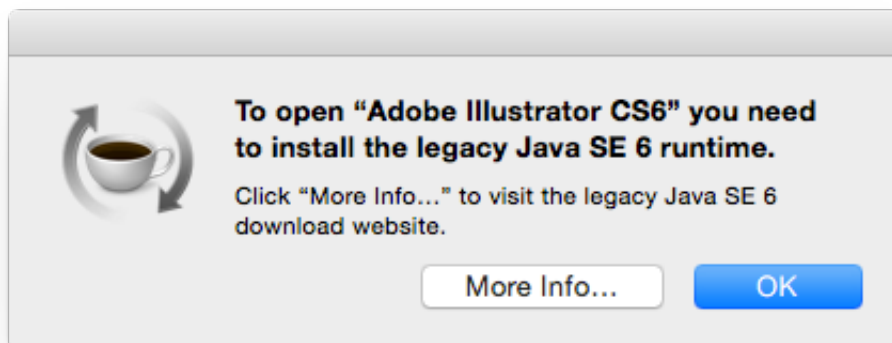 To open “Adobe Illustrator CS6” you need
to install the legacy Java SE 6 runtime.
Click “More Info…” to visit the legacy Java SE 6
download website.
More Info… OK